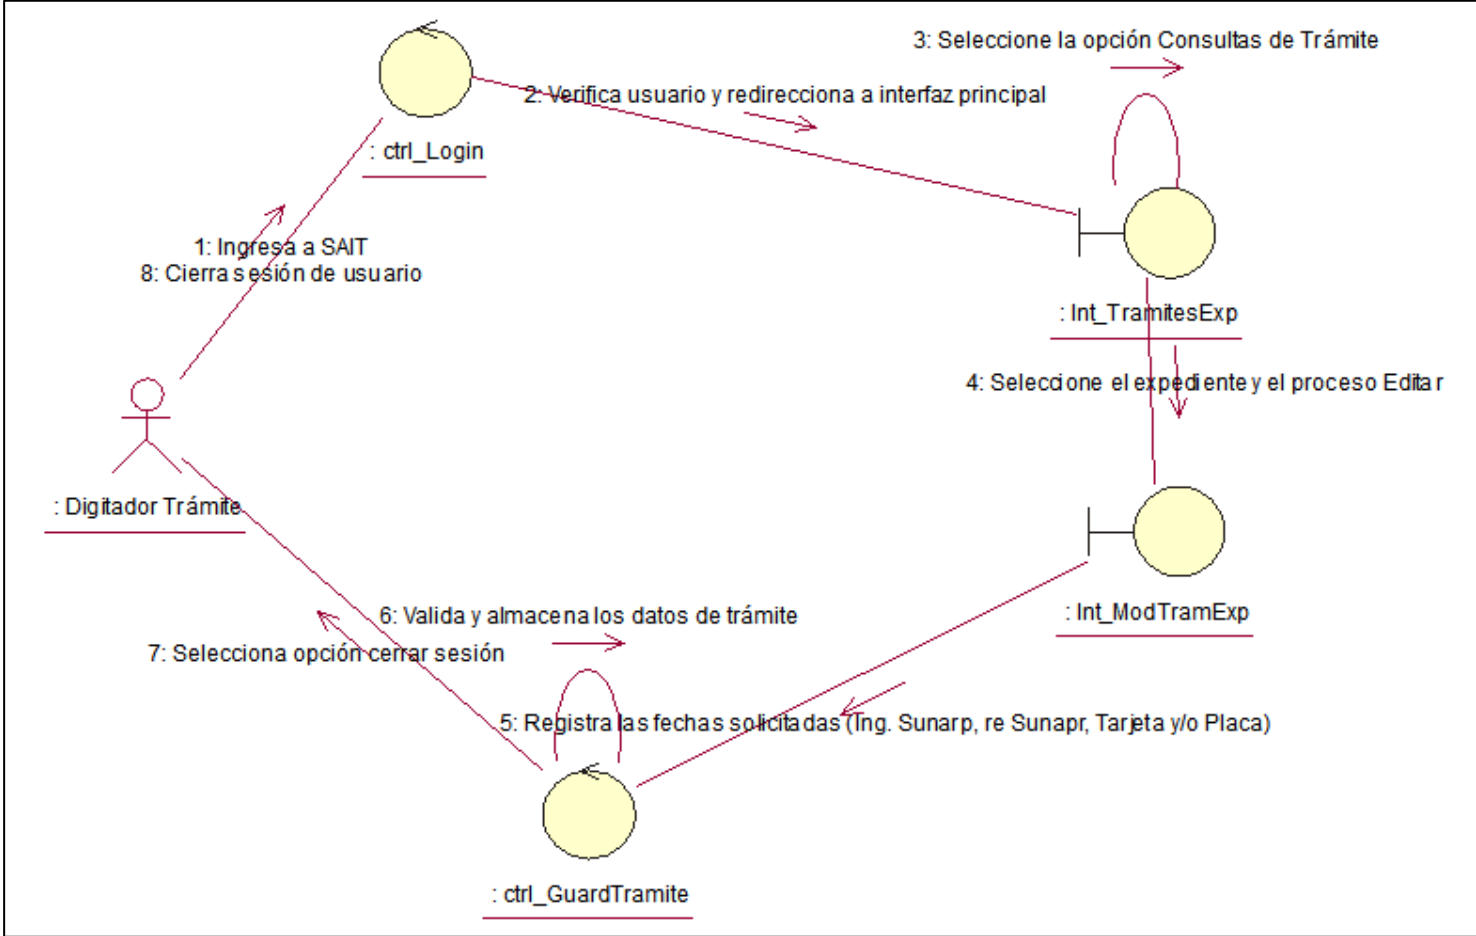 3: Seleccione la opción Consultas de Trámite
2: Verifica usuario y redirecciona a interfaz principal
: ctrl_Login
1: Ingresa a SAIT
8: Cierra sesión de usuario
: Int_TramitesExp
4: Seleccione el expediente y el proceso Editar
: Digitador Trámite
6: Valida y almacena los datos de trámite
: Int_ModTramExp
7: Selecciona opción cerrar sesión
5: Registra las fechas solicitadas (Ing. Sunarp, re Sunapr, Tarjeta y/o Placa)
: ctrl_GuardTramite